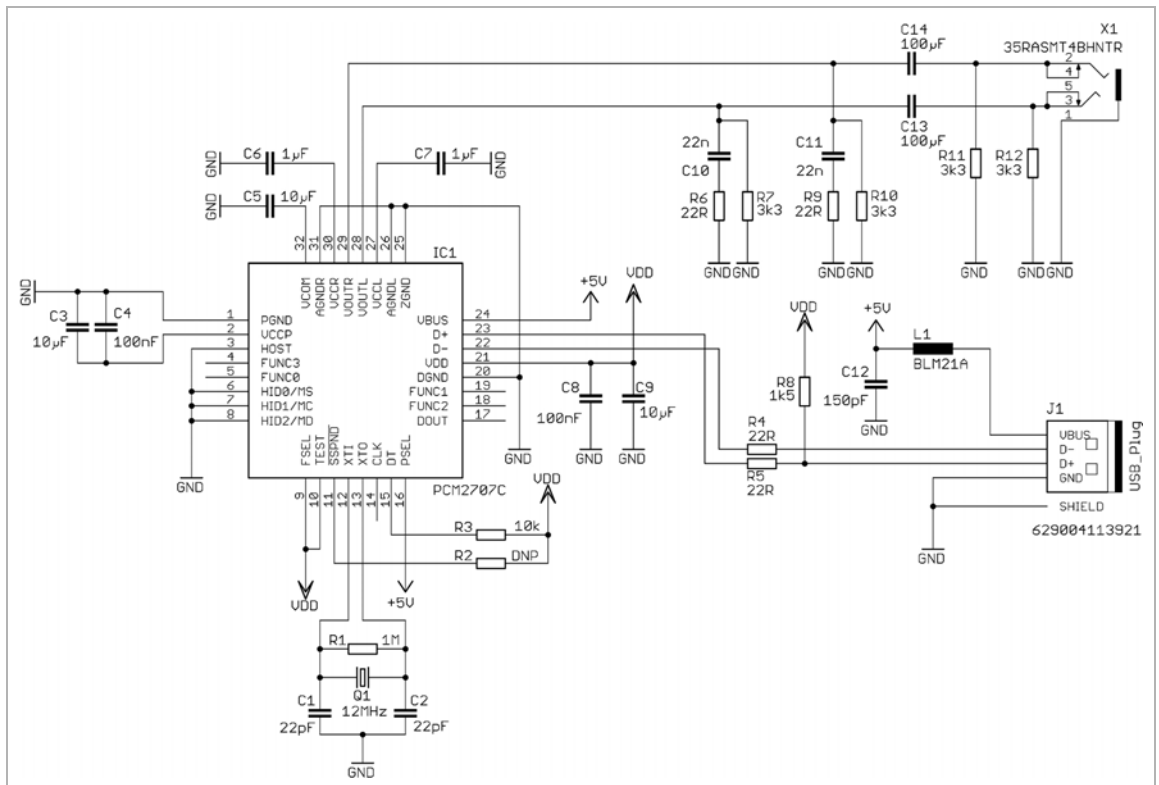 C14
100µF
X1
35RASMT4BHNTR
2
4
5
3
1
C13
100µF
C6
1µF
GND
C7
1µF
GND
C5
10µF
GND
22n
C10
C11
22n
R11
3k3
R12
3k3
R6
22R
R7
3k3
R9
22R
R10
3k3
GND
GND
GND
GND
GND
GND
GND
32
31
30
29
28
27
26
25
IC1
VCOM
AGNDR
VCCR
VOUTR
VOUTL
VCCL
AGNDL
ZGND
GND
C3
10µF
C4
100nF
1
2
3
4
5
6
7
8
PGND
VCCP
HOST
FUNC3
FUNC0
HID0/MS
HID1/MC
HID2/MD
VBUS
D+
D-
VDD
DGND
FUNC1
FUNC2
DOUT
24
23
22
21
20
19
18
17
+5V
VDD
VDD
+5V
L1
BLM21A
C8
100nF
C9
10µF
R8
1k5
C12
150pF
GND
GND
GND
GND
GND
J1
VBUS
D-
D+
GND
USB_Plug
SHIELD
629004113921
R4
22R
R5
22R
GND
FSEL
TEST
SSPND
XTI
XTO
CLK
DT
PSEL
PCM2707C
9
10
11
12
13
14
15
16
VDD
R3
10k
R2
DNP
VDD
+5V
R1
1M
Q1
12MHz
C1
22pF
C2
22pF
GND